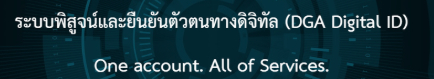 ระบบพิสูจน์และยืนยันตัวตนทางดิจิทัล (DGA Digital ID)
One account. All of Services.